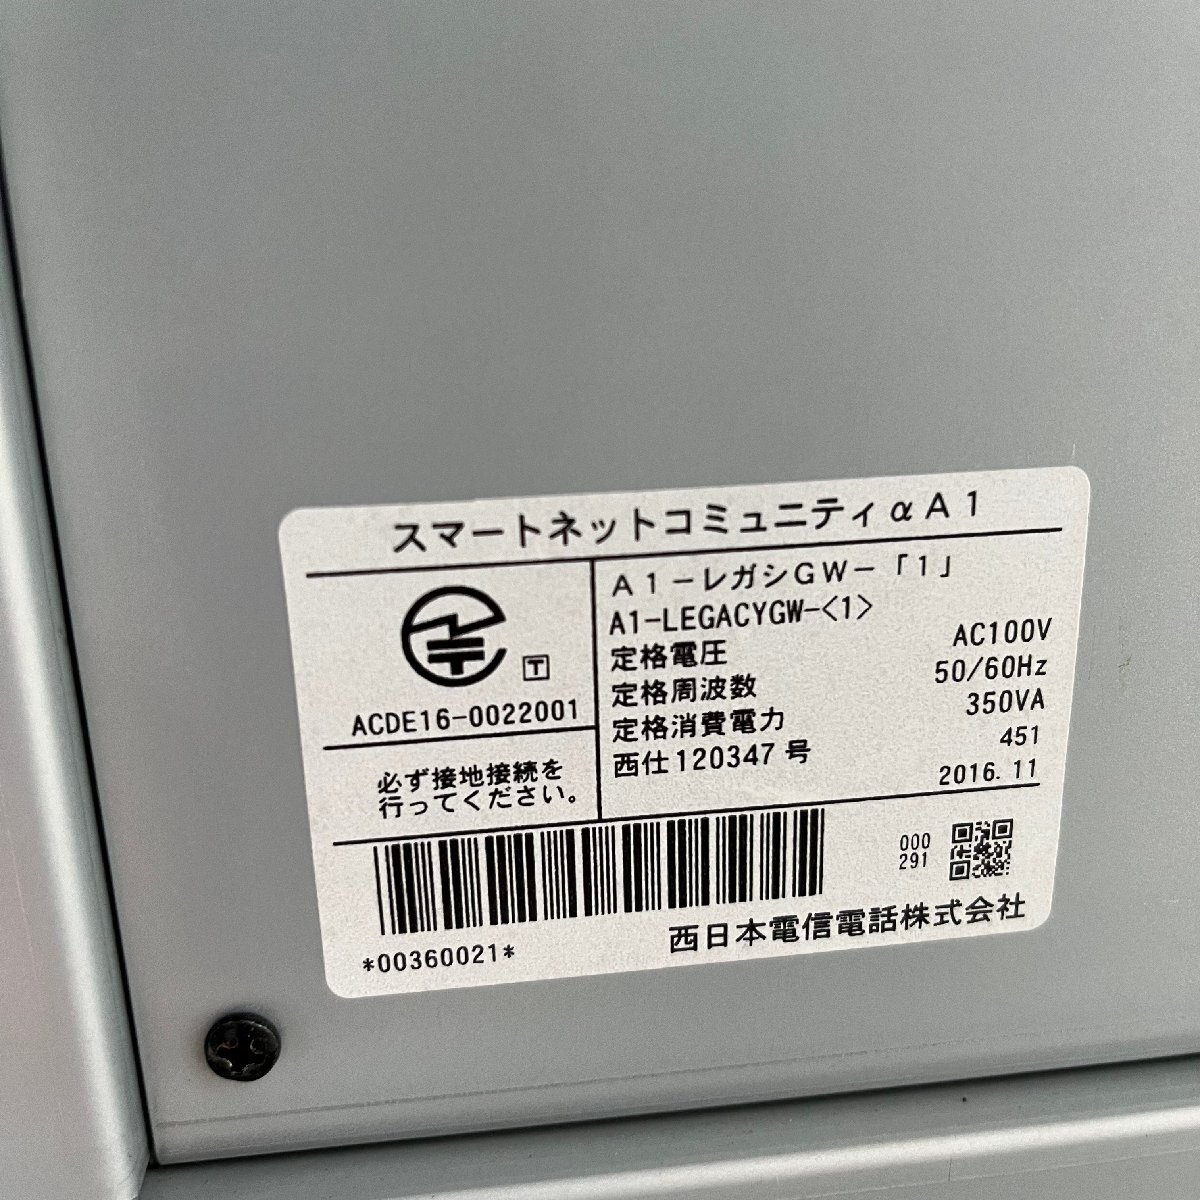 スマートネットコミュニティαA1
A1-レガシGW-「1」
A1-LEGACYGW-<1>
定格電圧 AC100V
定格周波数 50/60Hz
定格消費電力 350VA
西仕120347号 451
2016.11
T
ACDE16-0022001
必ず接地接続を
行ってください。
000
291
*00360021*
西日本電信電話株式会社